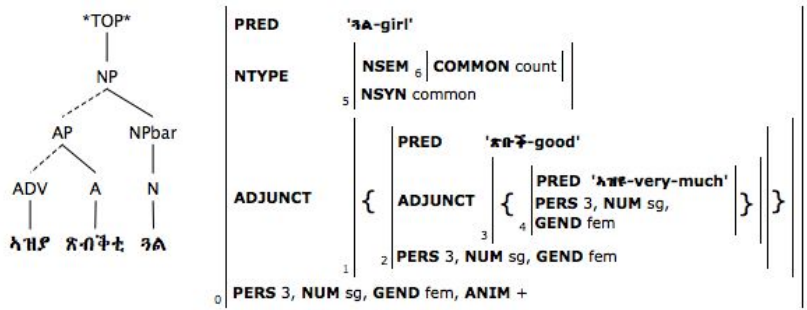 *TOP*
NP
AP NPbar
ADV A N
ኣዝያ ጽብቕቲ ጓል
PRED 'ጓል-girl'
NTYPE 5 NSEM 6 COMMON count
NSYN common
ADJUNCT 1 { 2 PRED 'ጽቡቕ-good'
ADJUNCT 3 { 4 PRED 'ኣዝዩ-very-much'
PERS 3, NUM sg,
GEND fem } }
PERS 3, NUM sg, GEND fem
0 PERS 3, NUM sg, GEND fem, ANIM +